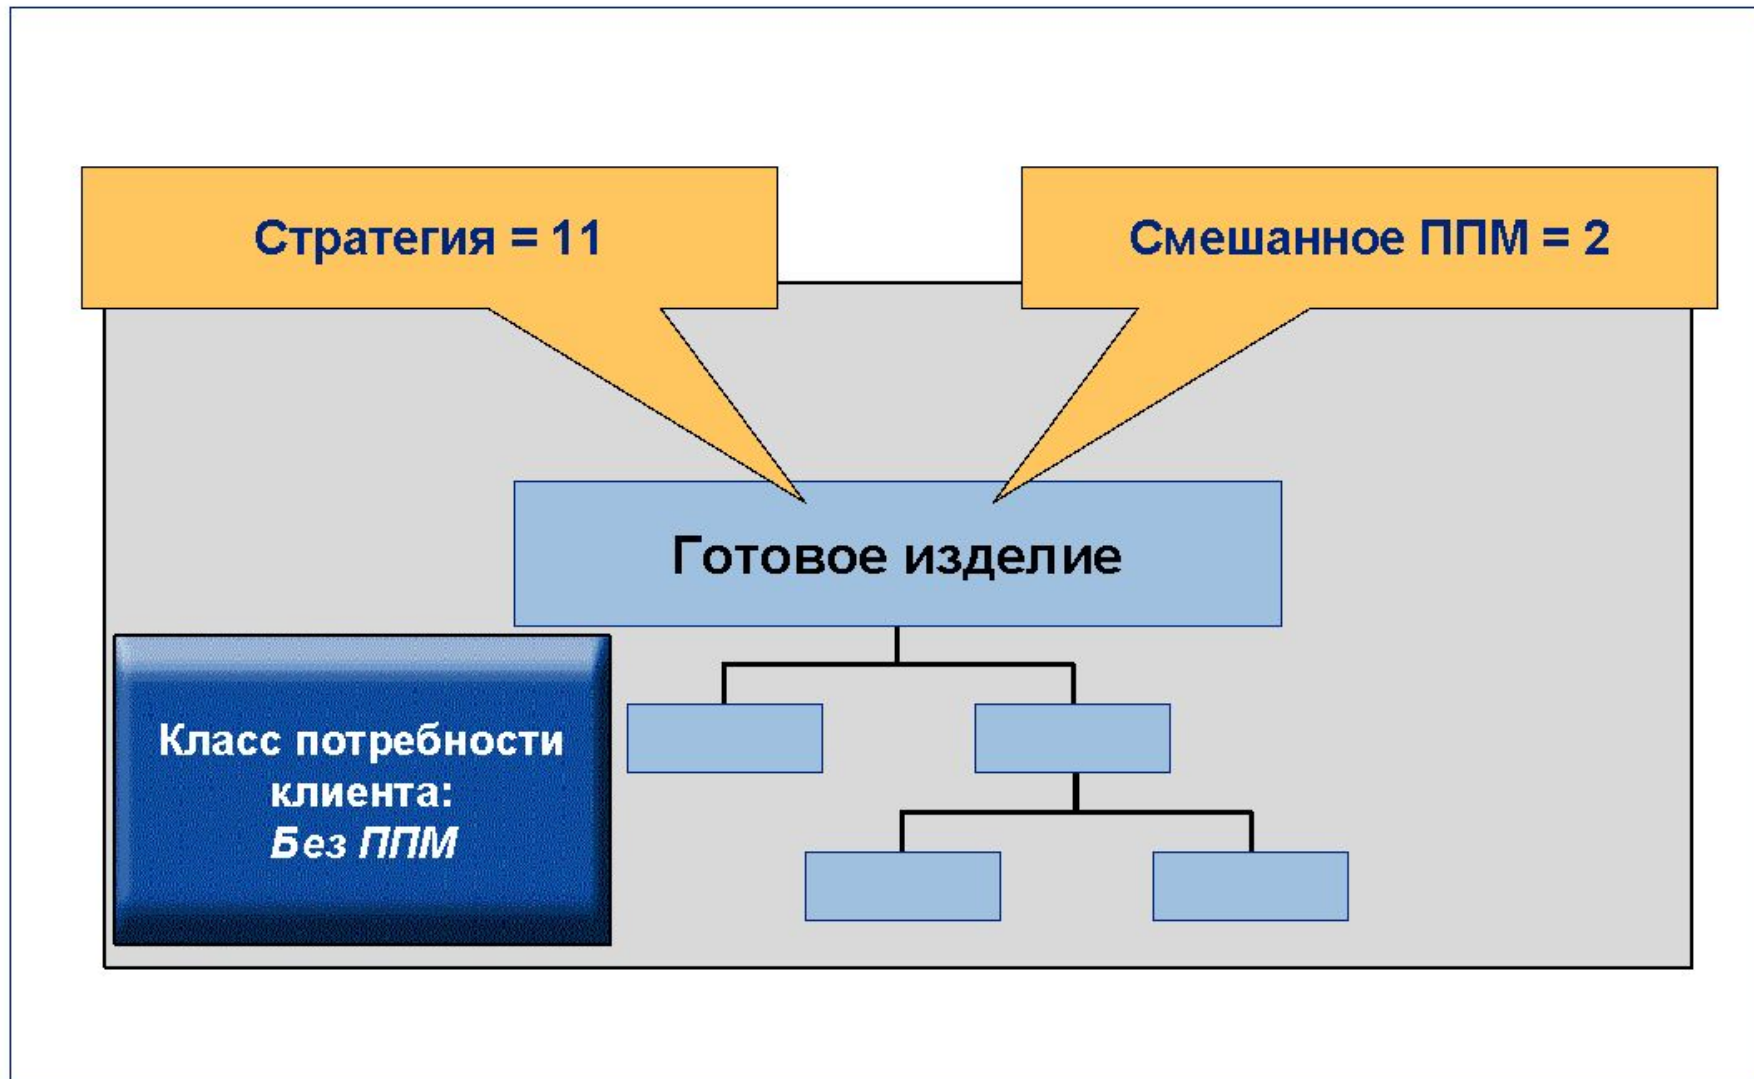 Стратегия = 11
Смешанное ППМ = 2
Готовое изделие
Класс потребности
клиента:
Без ППМ